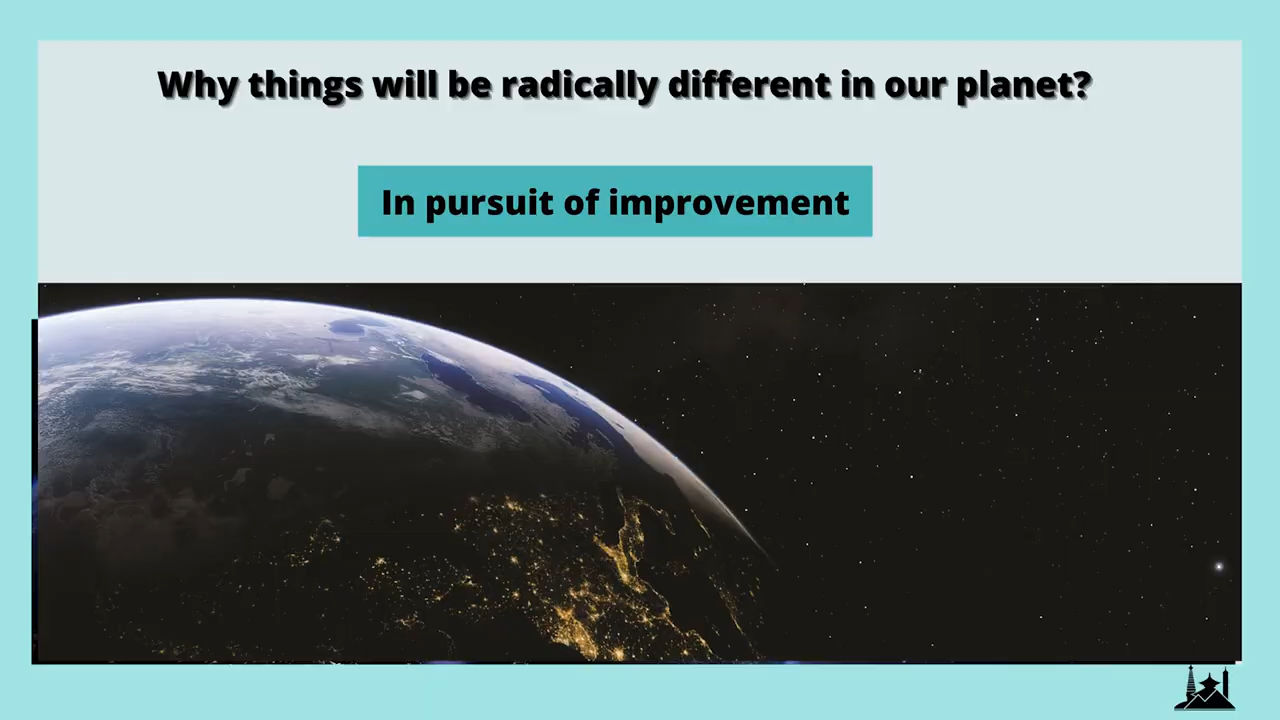 Why things will be radically different in our planet?
In pursuit of improvement